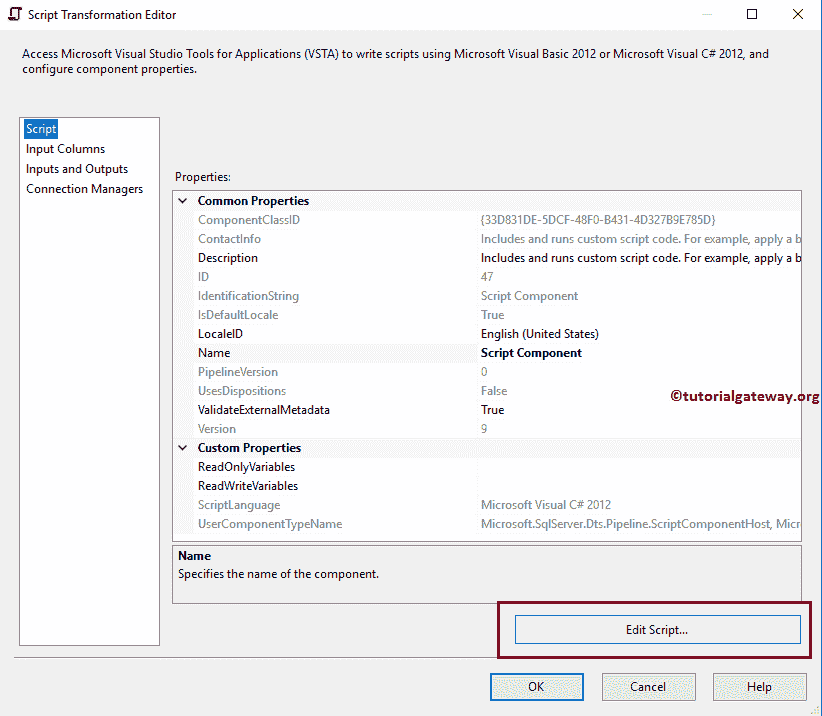 Script Transformation Editor
Access Microsoft Visual Studio Tools for Applications (VSTA) to write scripts using Microsoft Visual Basic 2012 or Microsoft Visual C# 2012, and
configure component properties.
Script
Input Columns
Inputs and Outputs
Connection Managers
Properties:
Common Properties
ComponentClassID {33D831DE-5DCF-48F0-B431-4D327B9E785D}
ContactInfo Includes and runs custom script code. For example, apply a b
Description Includes and runs custom script code. For example, apply a b
ID 47
IdentificationString Script Component
IsDefaultLocale True
LocaleID English (United States)
Name Script Component
PipelineVersion 0
UsesDispositions False
©tutorialgateway.org
ValidateExternalMetadata True
Version 9
Custom Properties
ReadOnlyVariables
ReadWriteVariables
ScriptLanguage Microsoft Visual C# 2012
UserComponentTypeName Microsoft.SqlServer.Dts.Pipeline.ScriptComponentHost, Micr
Name
Specifies the name of the component.
Edit Script...
OK Cancel Help